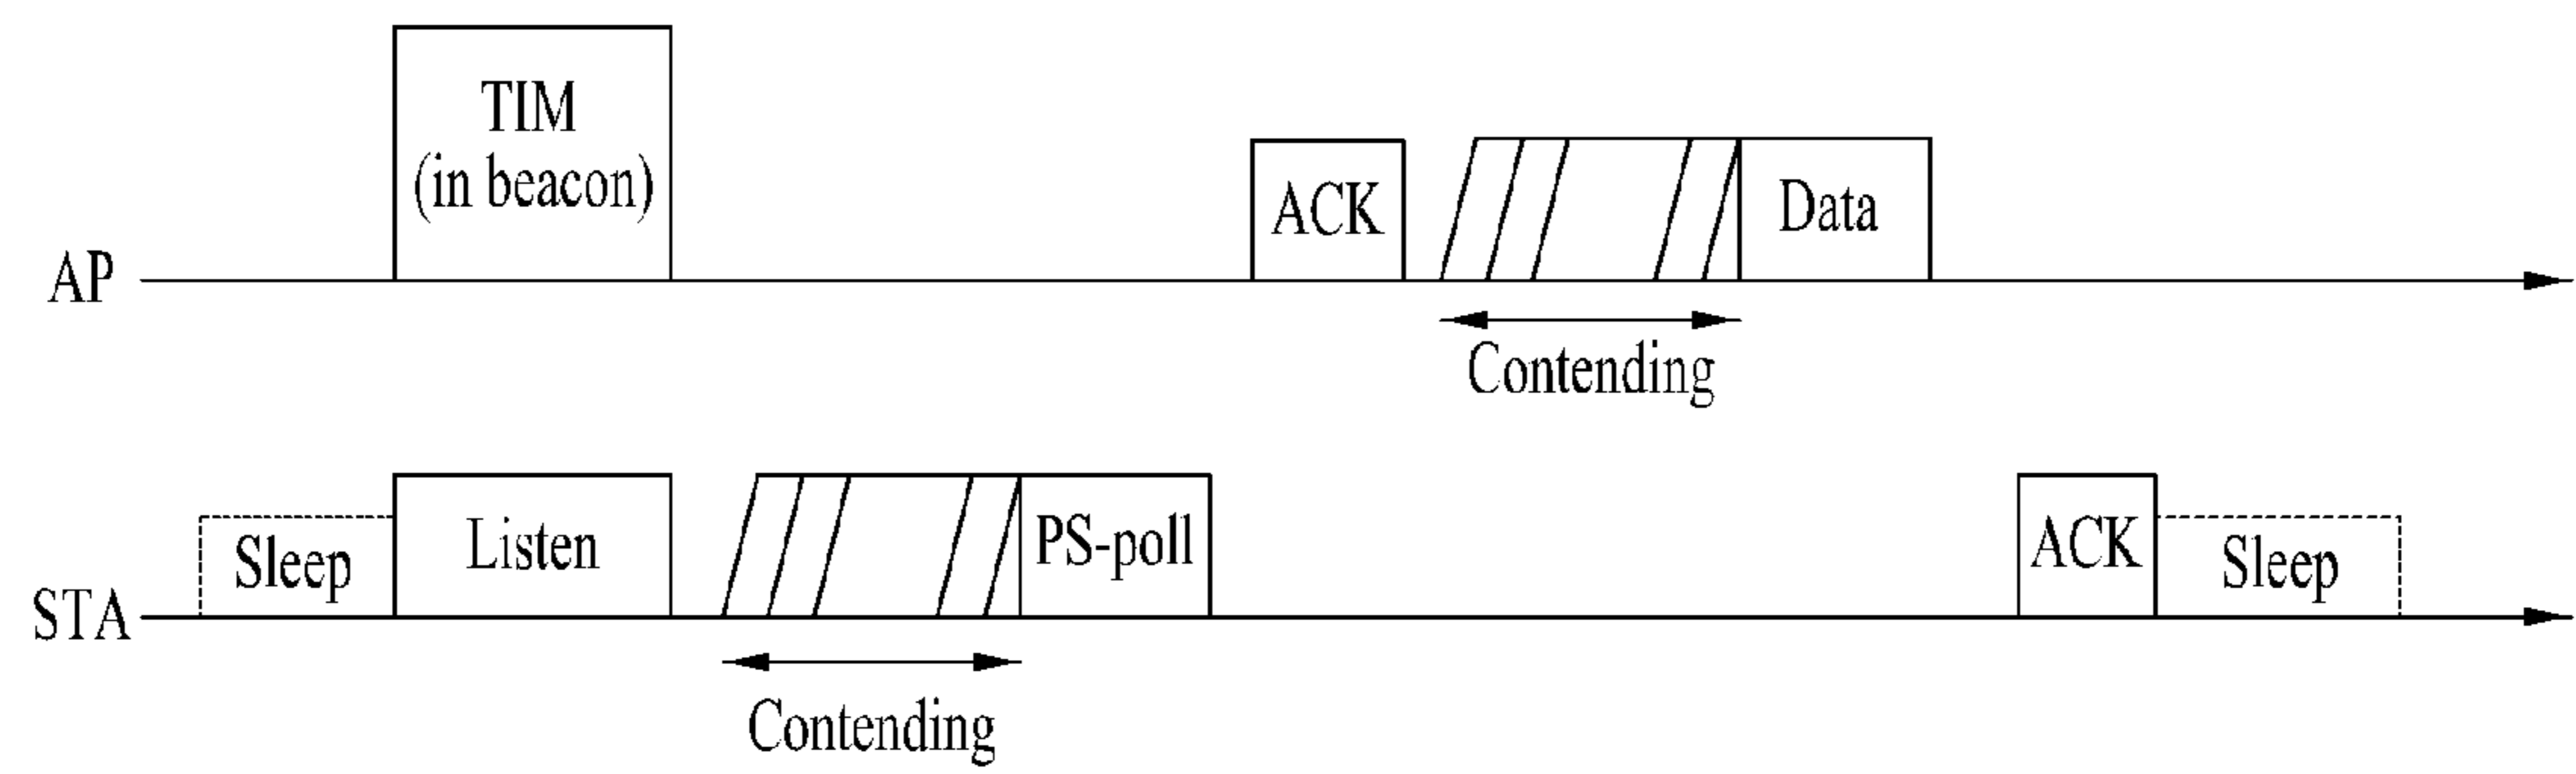 TIM
(in beacon)
ACK
Data
AP
Contending
Sleep
Listen
PS-poll
ACK
Sleep
STA
Contending